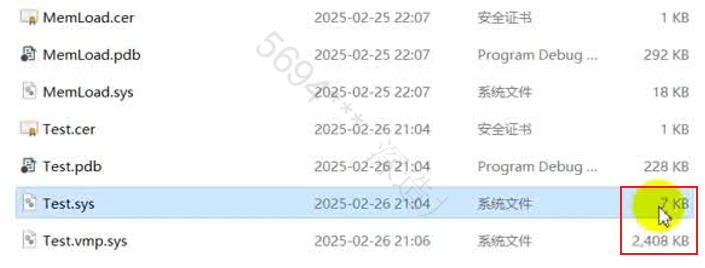 MemLoad.cer 2025-02-25 22:07 安全证书 1 KB
MemLoad.pdb 2025-02-25 22:07 Program Debug ... 292 KB
MemLoad.sys 2025-02-25 22:07 系统文件 18 KB
Test.cer 2025-02-26 21:04 安全证书 1 KB
Test.pdb 2025-02-26 21:04 Program Debug ... 228 KB
Test.sys 2025-02-26 21:04 系统文件 7 KB
Test.vmp.sys 2025-02-26 21:06 系统文件 2,408 KB
5694***